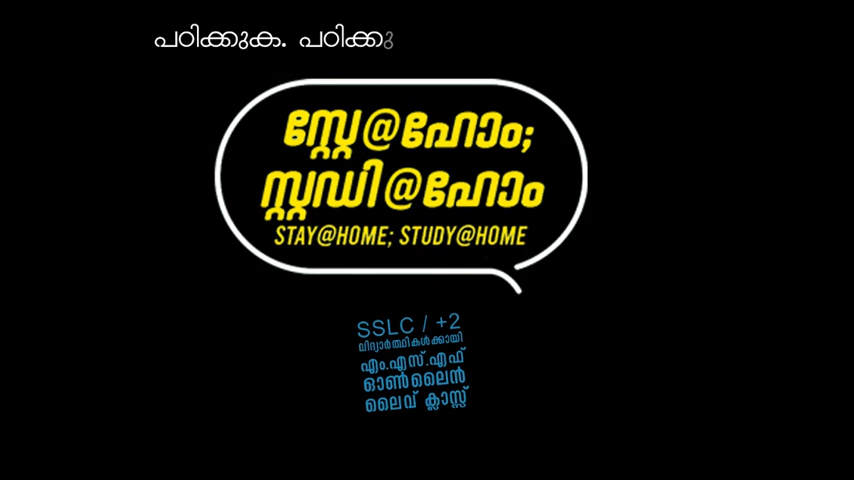 പഠിക്കുക. പഠിക്കു
സ്റ്റേ@ഹോം;
സ്റ്റഡി@ഹോം
STAY@HOME; STUDY@HOME
SSLC / +2
വിദ്യാർത്ഥികൾക്കായി
എം.എസ്.എഫ്
ഓൺലൈൻ
ലൈവ് ക്ലാസ്സ്